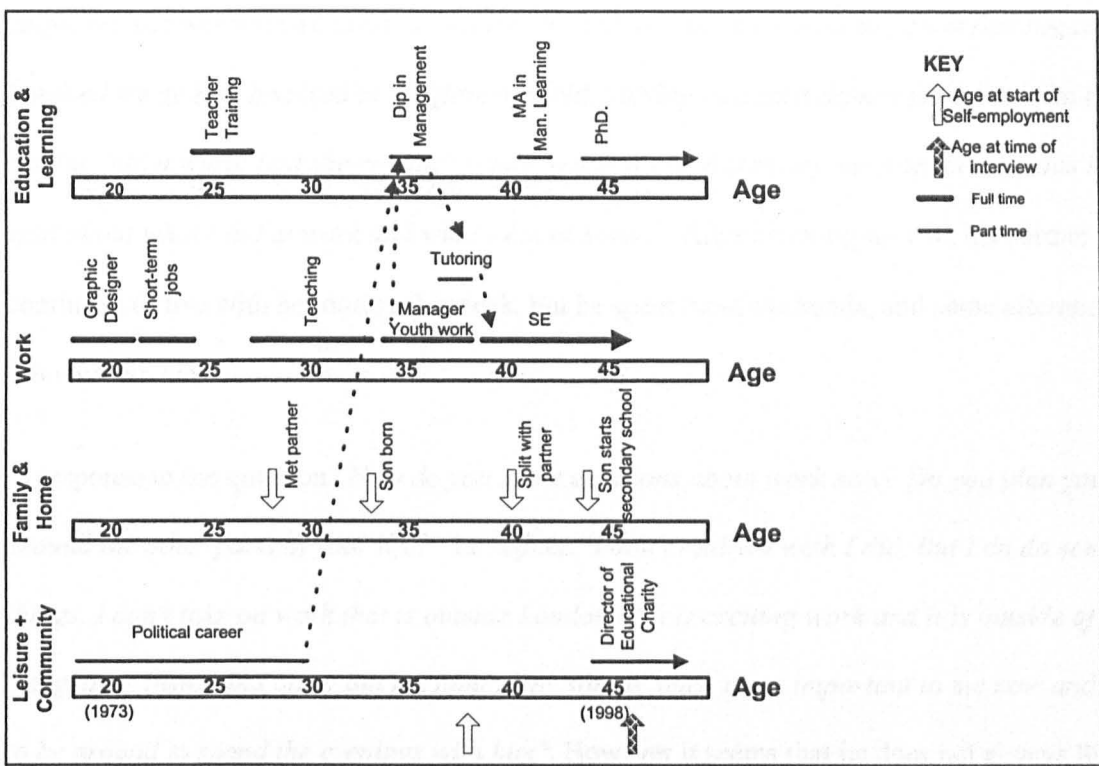 Education &
Learning
Teacher
Training
Dip in
Management
MA in
Man. Learning
PhD.
20 25 30 35 40 45 Age
KEY
Age at start of
Self-employment
Age at time of
Interview
Full time
Part time
Work
Graphic
Designer
Short-term
jobs
Teaching
Tutoring
Manager
Youth work
SE
20 25 30 35 40 45 Age
Family &
Home
Met partner
Son born
Split with
partner
Son starts
secondary school
20 25 30 35 40 45 Age
Leisure +
Community
Political career
Director of
Educational
Charity
20 25 30 35 40 45 Age
(1973) (1998)